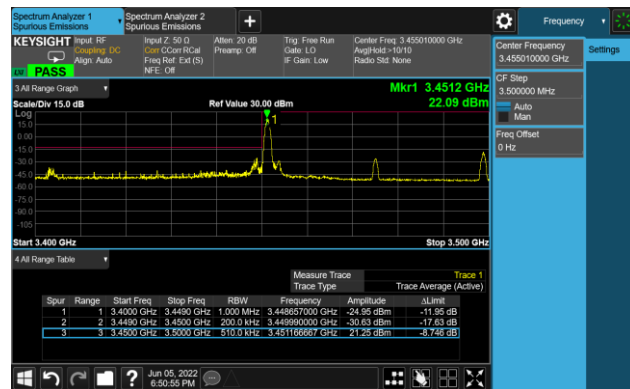 Spectrum Analyzer 1
Spurious Emissions
Spectrum Analyzer 2
Spurious Emissions
Frequency
KEYSIGHT
PASS
Input: RF
Coupling: DC
Align: Auto
Input Z: 50 Ω
Corr CCorr RCal
Freq Ref: Ext (S)
NFE: Off
Atten: 20 dB
Preamp: Off
Trig: Free Run
Gate: LO
IF Gain: Low
Center Freq: 3.455010000 GHz
Avg|Hold:>10/10
Radio Std: None
Center Frequency
3.455010000 GHz
Settings
CF Step
3.500000 MHz
Auto
Man
Freq Offset
0 Hz
3 All Range Graph
Mkr1 3.4512 GHz
Scale/Div 15.0 dB
Ref Value 30.00 dBm
22.09 dBm
Log
15.0
0.00
-15.0
-30.0
-45.0
-60.0
-75.0
-90.0
-105
1
Start 3.400 GHz
Stop 3.500 GHz
4 All Range Table
Measure Trace Trace 1
Trace Type Trace Average (Active)
Spur Range Start Freq Stop Freq RBW Frequency Amplitude ΔLimit
1 1 3.4000 GHz 3.4490 GHz 1.000 MHz 3.448657000 GHz -24.95 dBm -11.95 dB
2 2 3.4490 GHz 3.4500 GHz 200.0 kHz 3.449990000 GHz -30.63 dBm -17.63 dB
3 3 3.4500 GHz 3.5000 GHz 510.0 kHz 3.451166667 GHz 21.25 dBm -8.746 dB
?
Jun 05, 2022
6:50:55 PM